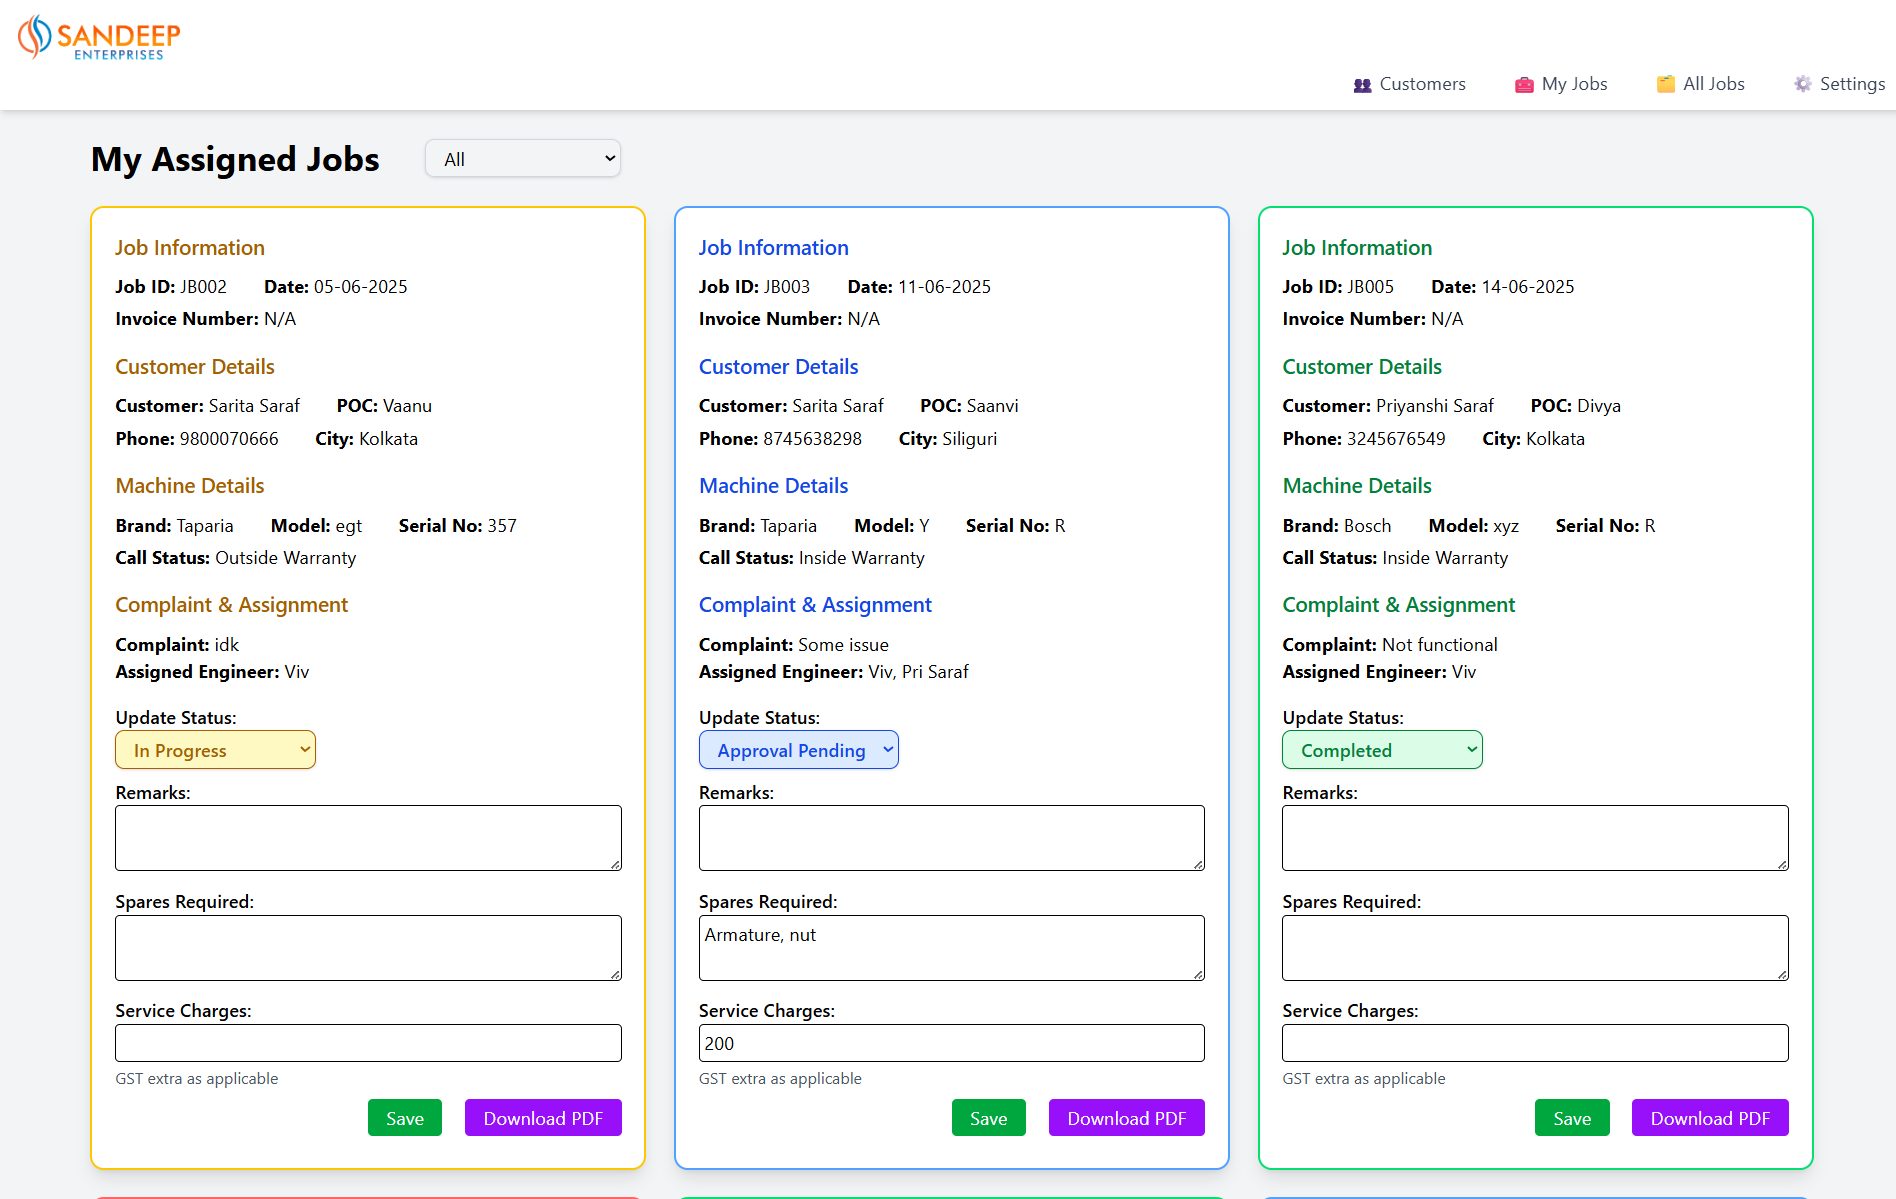 SANDEEP
ENTERPRISES
Customers
My Jobs
All Jobs
Settings
My Assigned Jobs
All
Job Information
Job ID: JB002 Date: 05-06-2025
Invoice Number: N/A
Customer Details
Customer: Sarita Saraf POC: Vaanu
Phone: 9800070666 City: Kolkata
Machine Details
Brand: Taparia Model: egt Serial No: 357
Call Status: Outside Warranty
Complaint & Assignment
Complaint: idk
Assigned Engineer: Viv
Update Status:
In Progress
Remarks:
Spares Required:
Service Charges:
GST extra as applicable
Save
Download PDF
Job Information
Job ID: JB003 Date: 11-06-2025
Invoice Number: N/A
Customer Details
Customer: Sarita Saraf POC: Saanvi
Phone: 8745638298 City: Siliguri
Machine Details
Brand: Taparia Model: Y Serial No: R
Call Status: Inside Warranty
Complaint & Assignment
Complaint: Some issue
Assigned Engineer: Viv, Pri Saraf
Update Status:
Approval Pending
Remarks:
Spares Required:
Armature, nut
Service Charges:
200
GST extra as applicable
Save
Download PDF
Job Information
Job ID: JB005 Date: 14-06-2025
Invoice Number: N/A
Customer Details
Customer: Priyanshi Saraf POC: Divya
Phone: 3245676549 City: Kolkata
Machine Details
Brand: Bosch Model: xyz Serial No: R
Call Status: Inside Warranty
Complaint & Assignment
Complaint: Not functional
Assigned Engineer: Viv
Update Status:
Completed
Remarks:
Spares Required:
Service Charges:
GST extra as applicable
Save
Download PDF